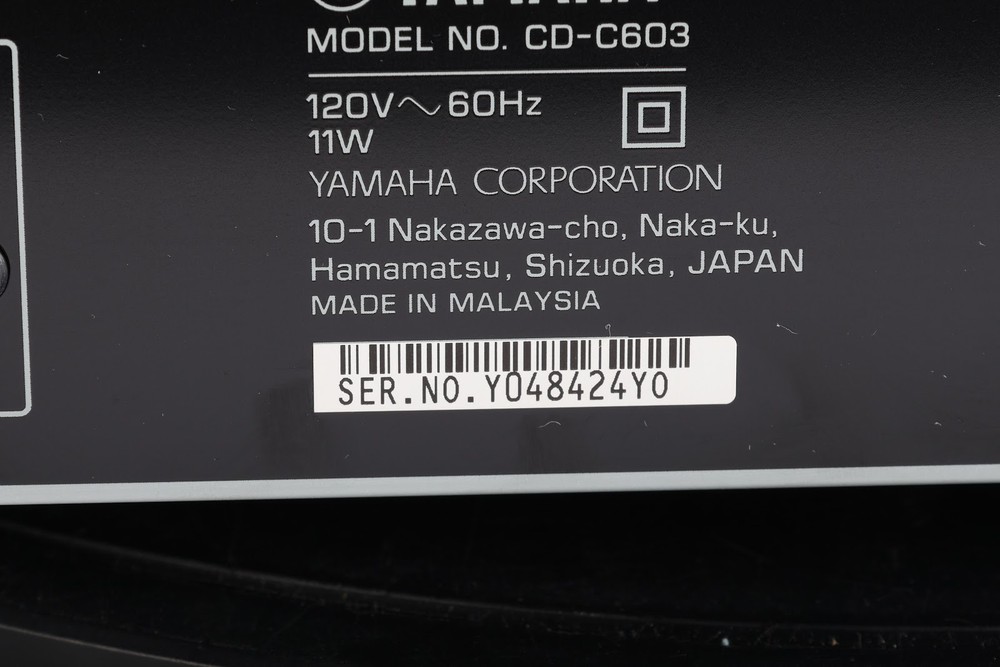 YAMAHA
MODEL NO. CD-C603
120V~60Hz
11W
YAMAHA CORPORATION
10-1 Nakazawa-cho, Naka-ku,
Hamamatsu, Shizuoka, JAPAN
MADE IN MALAYSIA
SER.NO.Y048424Y0